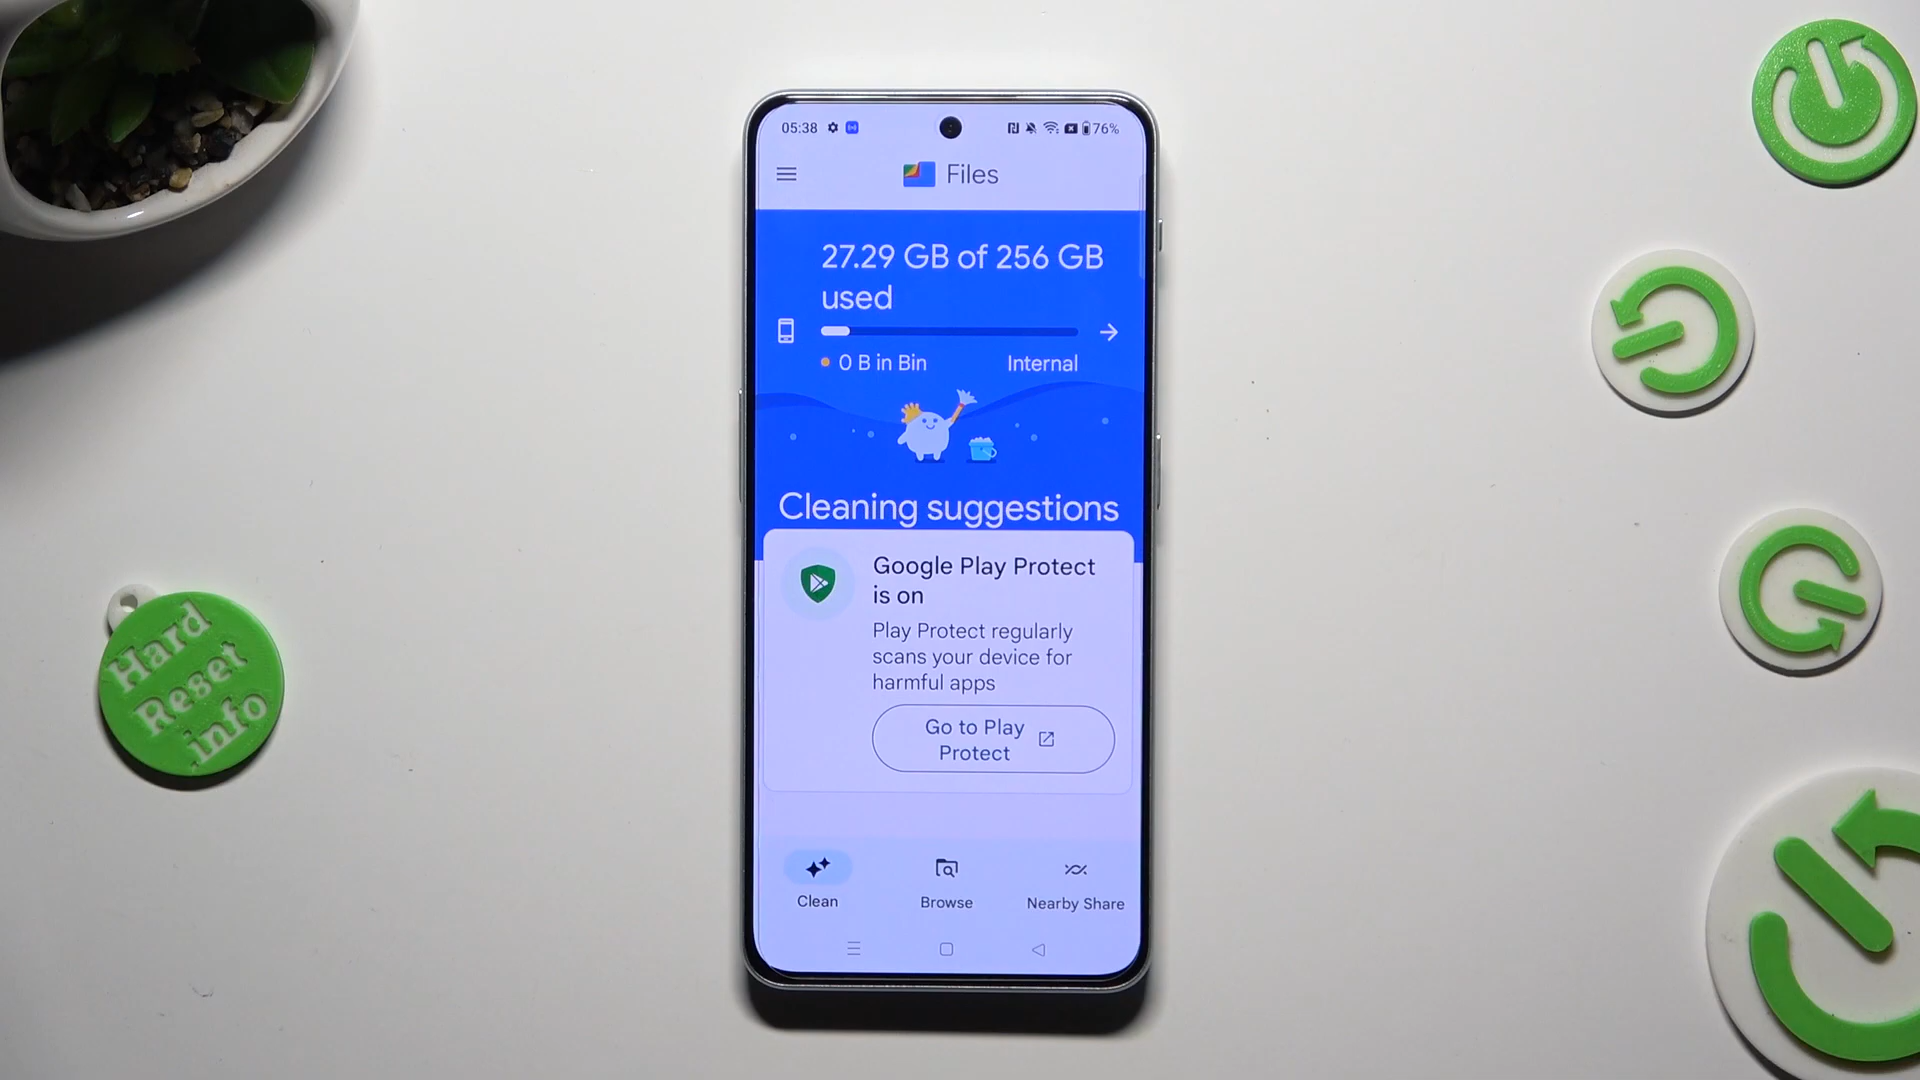 05:38
76%
Files
27.29 GB of 256 GB
used
0 B in Bin
Internal
Cleaning suggestions
Google Play Protect
is on
Play Protect regularly
scans your device for
harmful apps
Go to Play
Protect
Clean
Browse
Nearby Share
Hard
Reset
.info